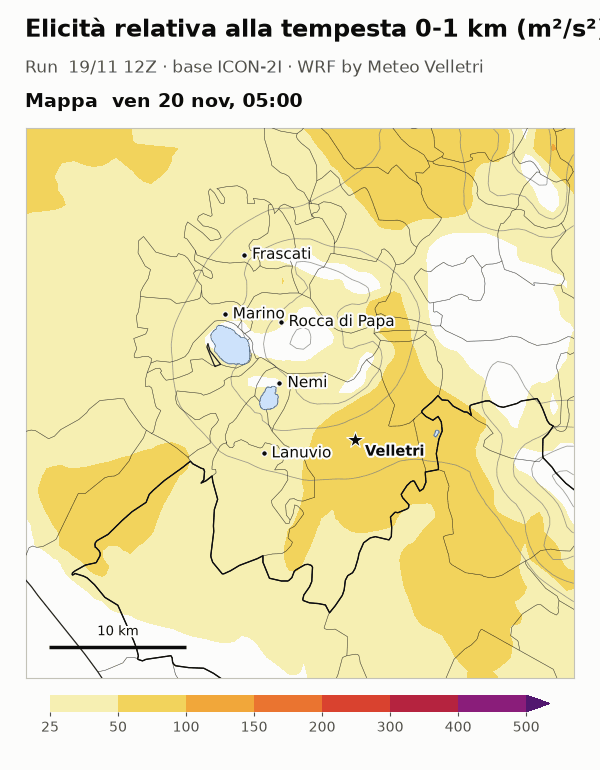 Elicità relativa alla tempesta 0-1 km (m²/s²)
Run  19/11 12Z · base ICON-2I · WRF by Meteo Velletri
Mappa  ven 20 nov, 05:00
Frascati
Marino
Rocca di Papa
Nemi
Velletri
Lanuvio
10 km
25 50 100 150 200 300 400 500